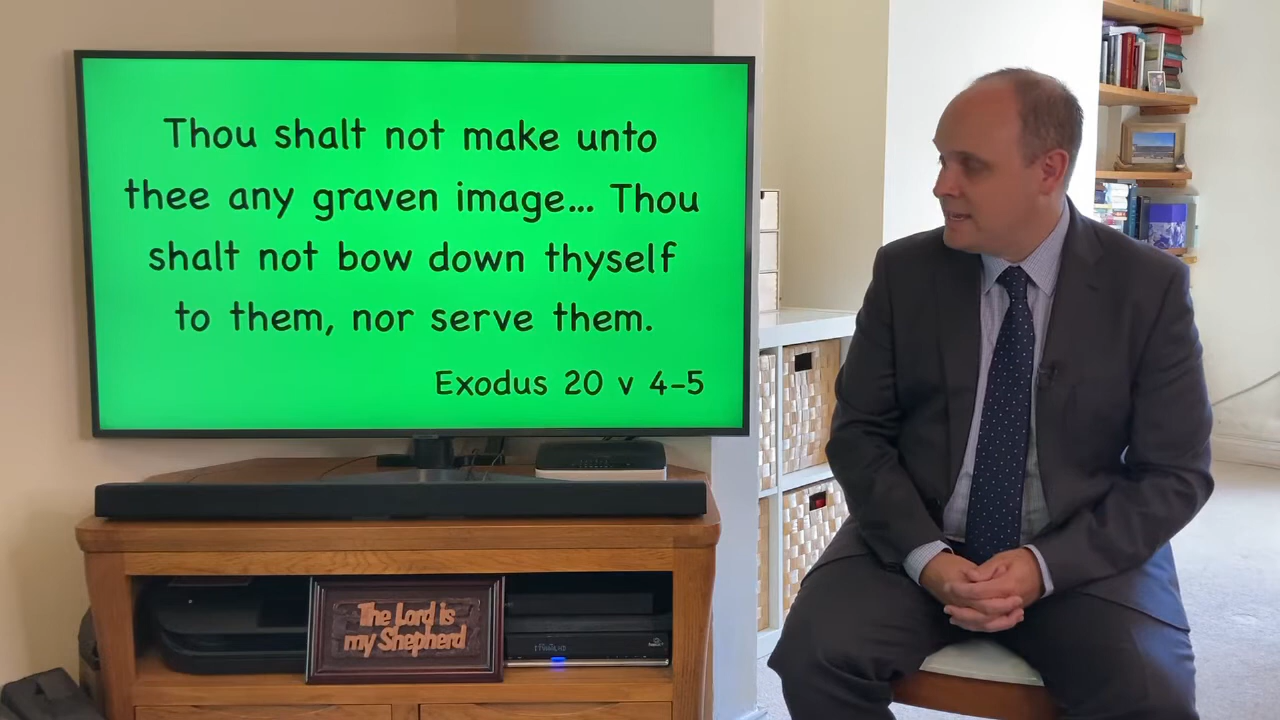 Thou shalt not make unto
thee any graven image... Thou
shalt not bow down thyself
to them, nor serve them.
Exodus 20 v 4-5
The Lord is
my Shepherd